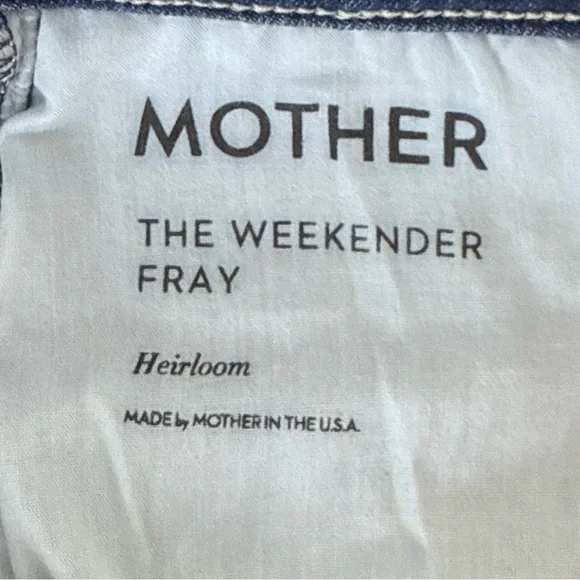 MOTHER
THE WEEKENDER
FRAY
Heirloom
MADE by MOTHER IN THE U.S.A.